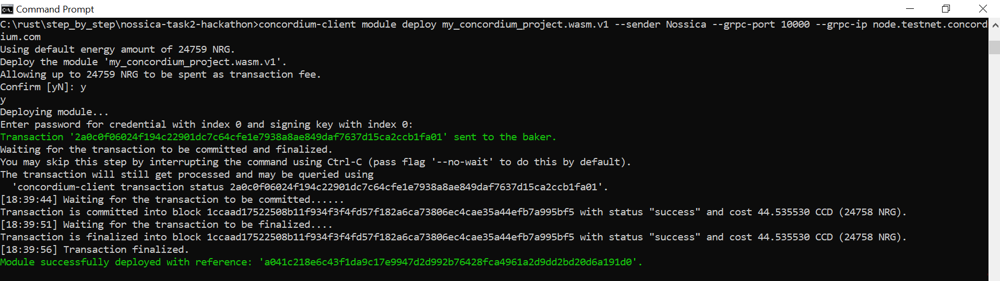 Command Prompt
C:\rust\step_by_step\nossica-task2-hackathon>concordium-client module deploy my_concordium_project.wasm.v1 --sender Nossica --grpc-port 10000 --grpc-ip node.testnet.concord
ium.com
Using default energy amount of 24759 NRG.
Deploy the module 'my_concordium_project.wasm.v1'.
Allowing up to 24759 NRG to be spent as transaction fee.
Confirm [yN]: y
y
Deploying module...
Enter password for credential with index 0 and signing key with index 0:
Transaction '2a0c0f06024f194c22901dc7c64cfe1e7938a8ae849daf7637d15ca2ccb1fa01' sent to the baker.
Waiting for the transaction to be committed and finalized.
You may skip this step by interrupting the command using Ctrl-C (pass flag '--no-wait' to do this by default).
The transaction will still get processed and may be queried using
  'concordium-client transaction status 2a0c0f06024f194c22901dc7c64cfe1e7938a8ae849daf7637d15ca2ccb1fa01'.
[18:39:44] Waiting for the transaction to be committed......
Transaction is committed into block 1ccaad17522508b11f934f3f4fd57f182a6ca73806ec4cae35a44efb7a995bf5 with status "success" and cost 44.535530 CCD (24758 NRG).
[18:39:51] Waiting for the transaction to be finalized....
Transaction is finalized into block 1ccaad17522508b11f934f3f4fd57f182a6ca73806ec4cae35a44efb7a995bf5 with status "success" and cost 44.535530 CCD (24758 NRG).
[18:39:56] Transaction finalized.
Module successfully deployed with reference: 'a041c218e6c43f1da9c17e9947d2d992b76428fca4961a2d9dd2bd20d6a191d0'.